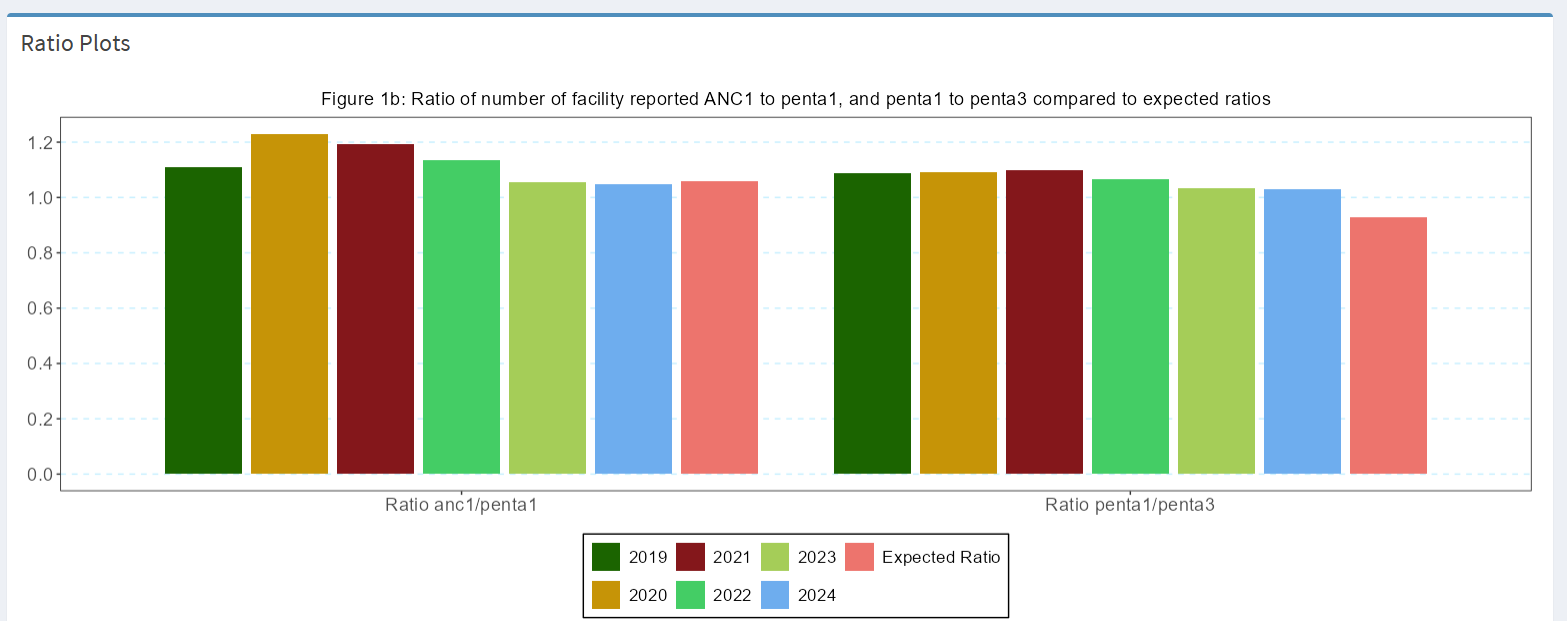 Ratio Plots
Figure 1b: Ratio of number of facility reported ANC1 to penta1, and penta1 to penta3 compared to expected ratios
1.2
1.0
0.8
0.6
0.4
0.2
0.0
Ratio anc1/penta1 Ratio penta1/penta3
2019 2021 2023 Expected Ratio
2020 2022 2024